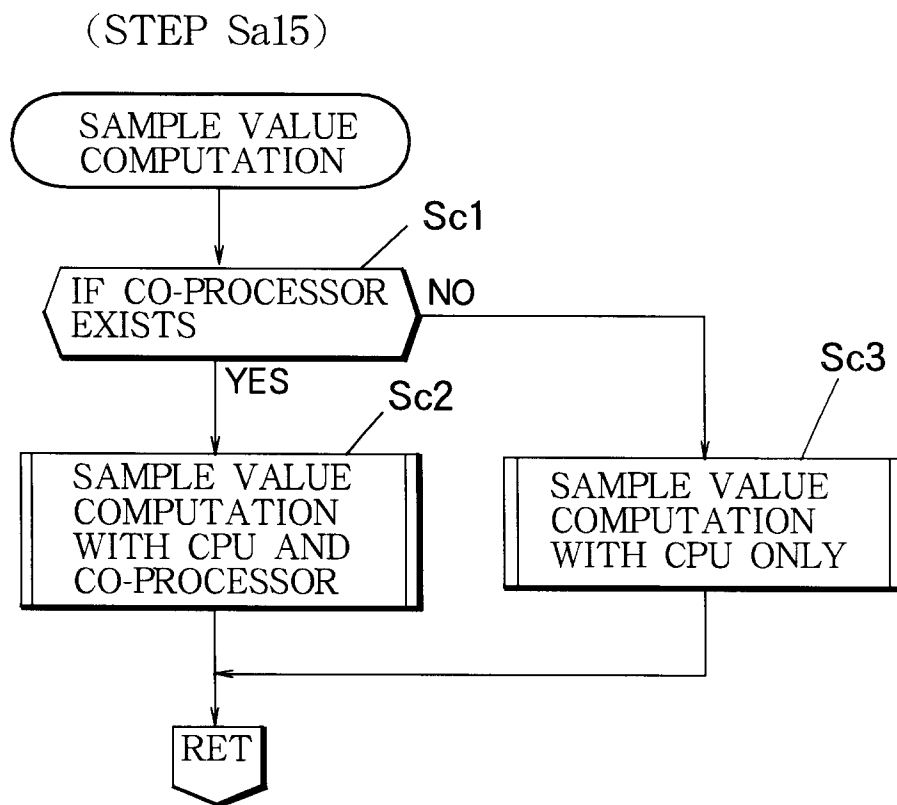 (STEP Sa15)
SAMPLE VALUE
COMPUTATION
Sc1
IF CO-PROCESSOR
EXISTS
NO
YES
Sc2
Sc3
SAMPLE VALUE
COMPUTATION
WITH CPU AND
CO-PROCESSOR
SAMPLE VALUE
COMPUTATION
WITH CPU ONLY
RET